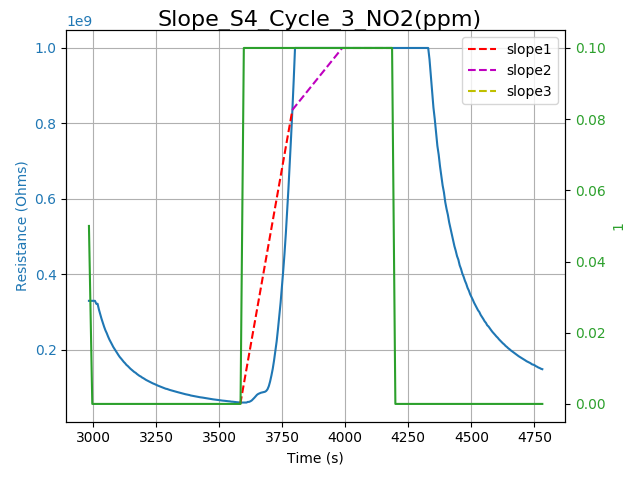 Slope_S4_Cycle_3_NO2(ppm)
1e9
1.0
0.8
0.6
0.4
0.2
Resistance (Ohms)
slope1
slope2
slope3
0.10
0.08
0.06
0.04
0.02
0.00
1
3000 3250 3500 3750 4000 4250 4500 4750
Time (s)